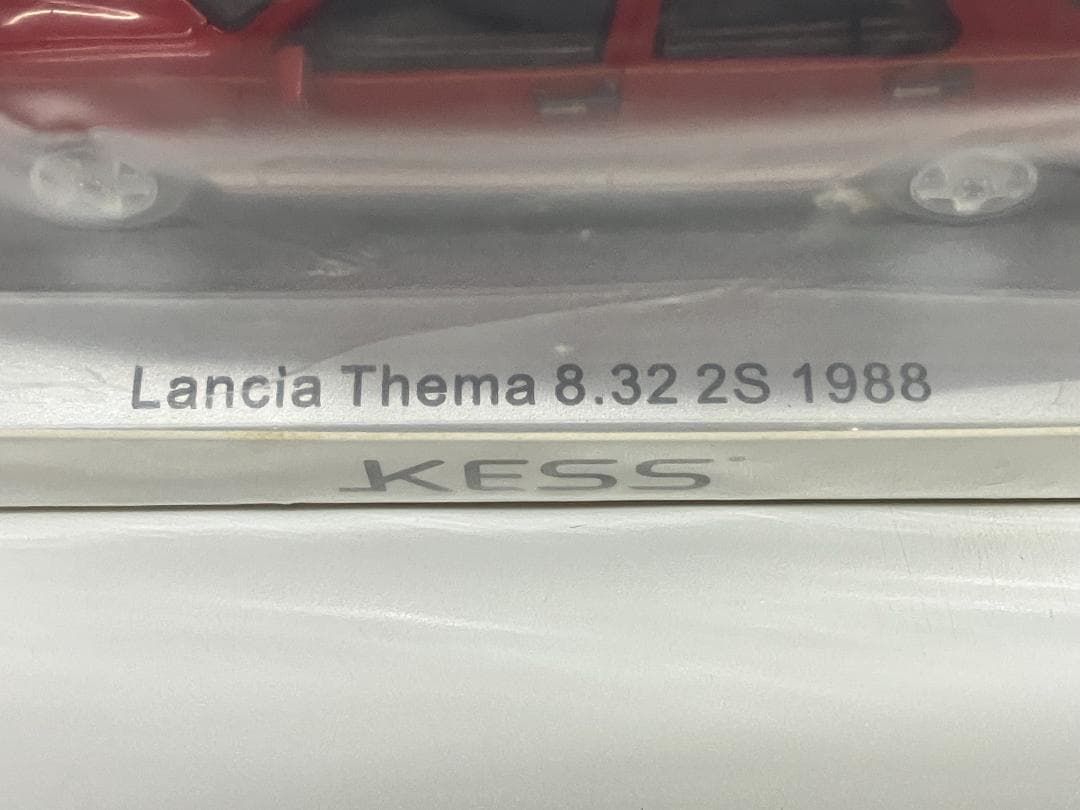 Lancia Thema 8.32 2S 1988
KESS